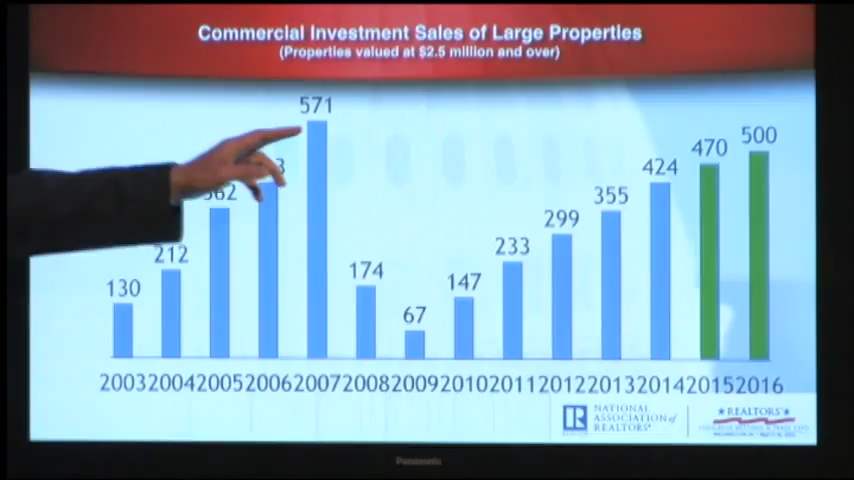 Commercial Investment Sales of Large Properties
(Properties valued at $2.5 million and over)
571
500
470
424
355
362
299
233
212
174
147
130
67
2003 2004 2005 2006 2007 2008 2009 2010 2011 2012 2013 2014 2015 2016
NATIONAL
ASSOCIATION of
REALTORS®
REALTORS®
Panasonic